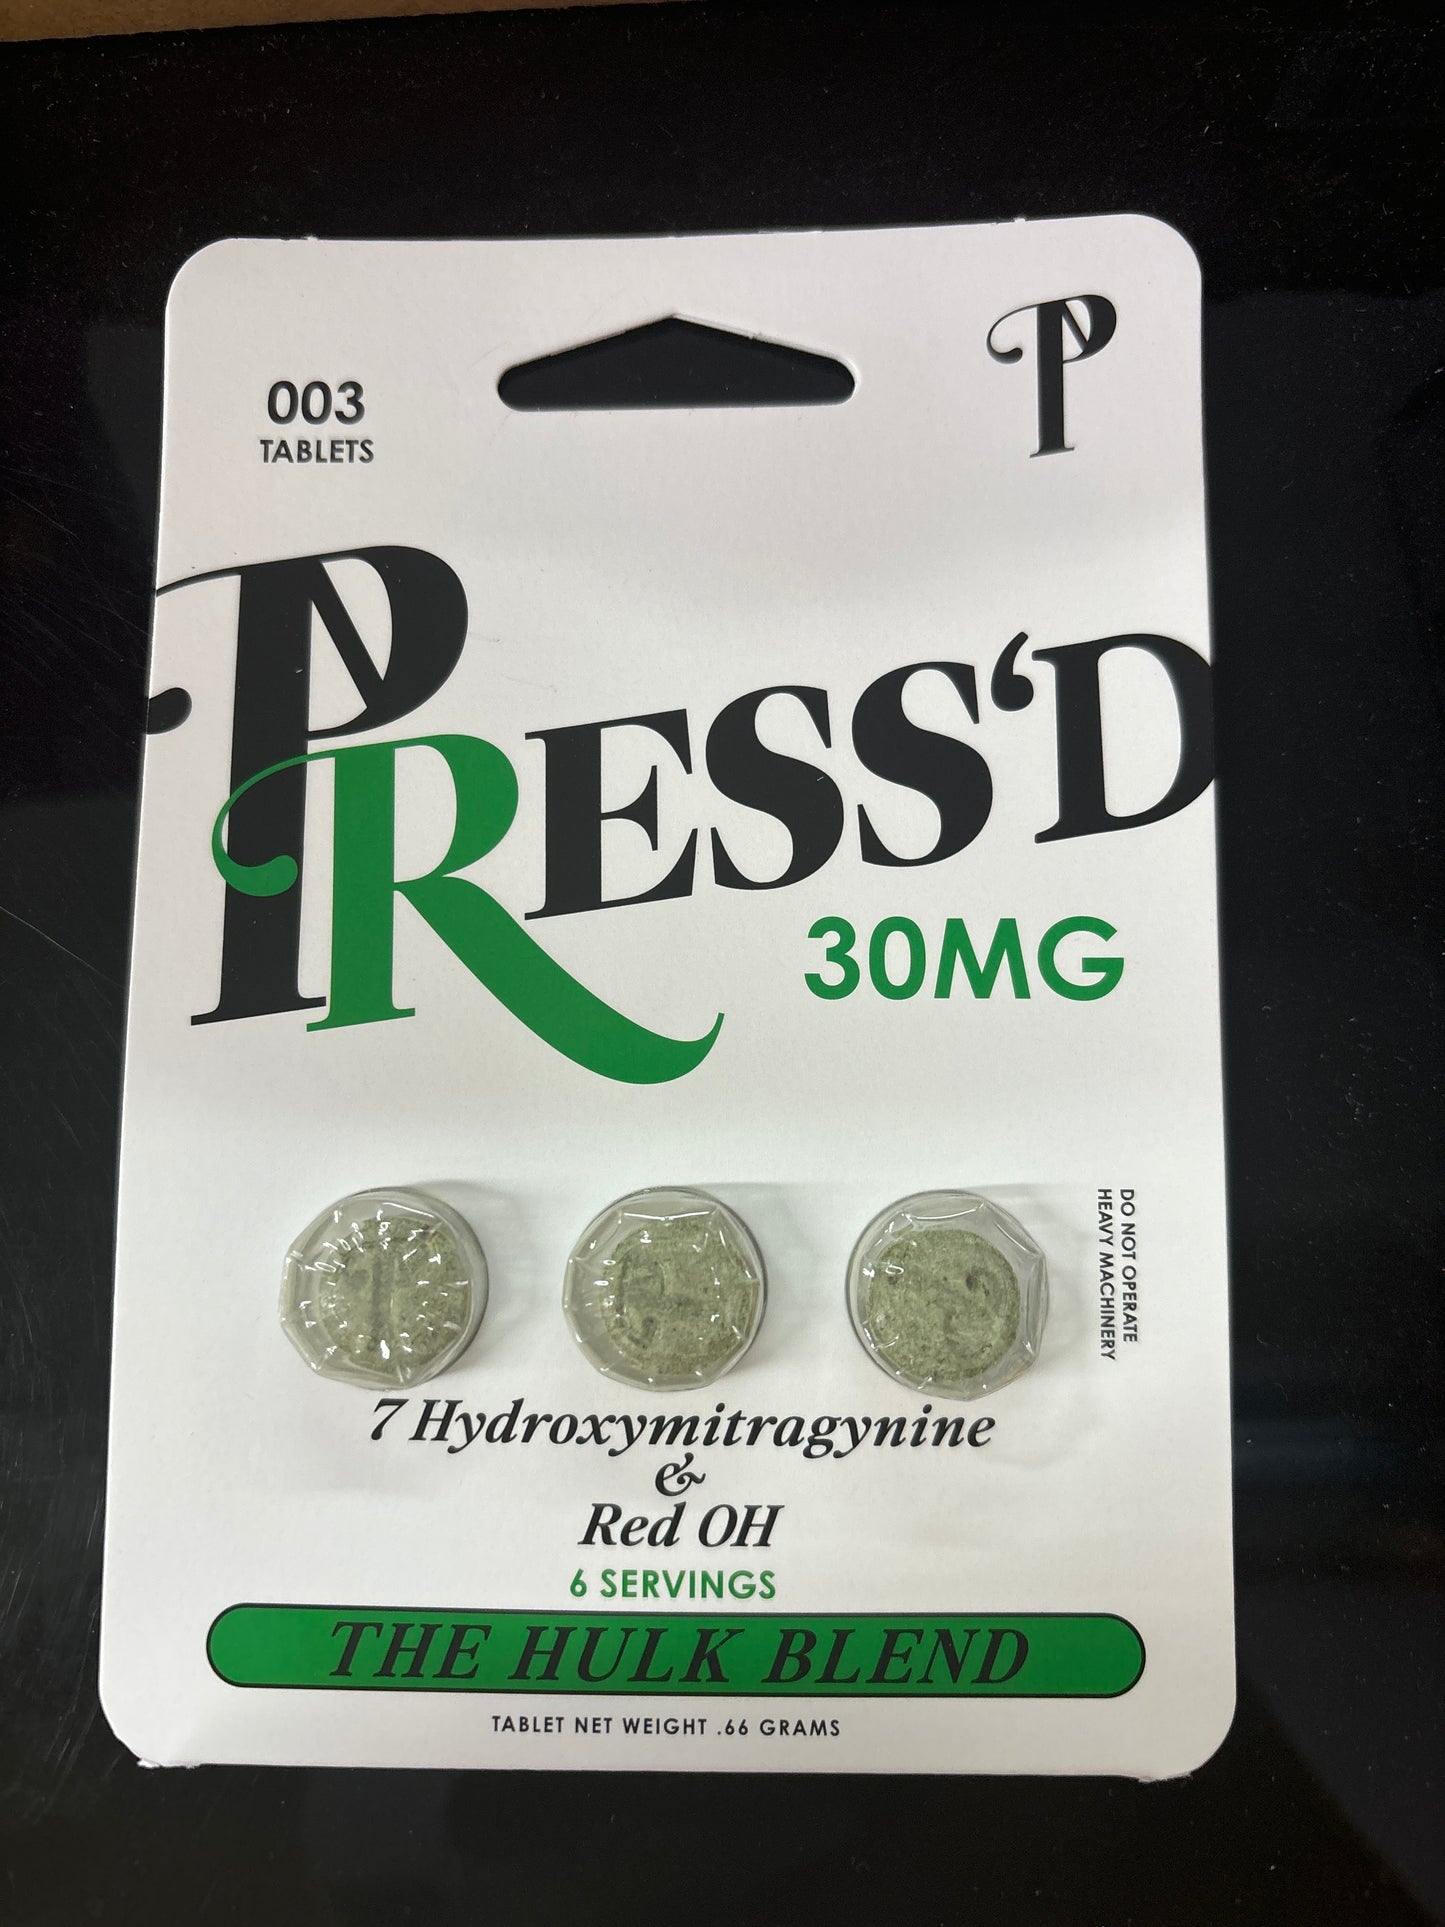 003
TABLETS
P
PRESS'D
30MG
DO NOT OPERATE
HEAVY MACHINERY
7 Hydroxymitragynine
&
Red OH
6 SERVINGS
THE HULK BLEND
TABLET NET WEIGHT .66 GRAMS